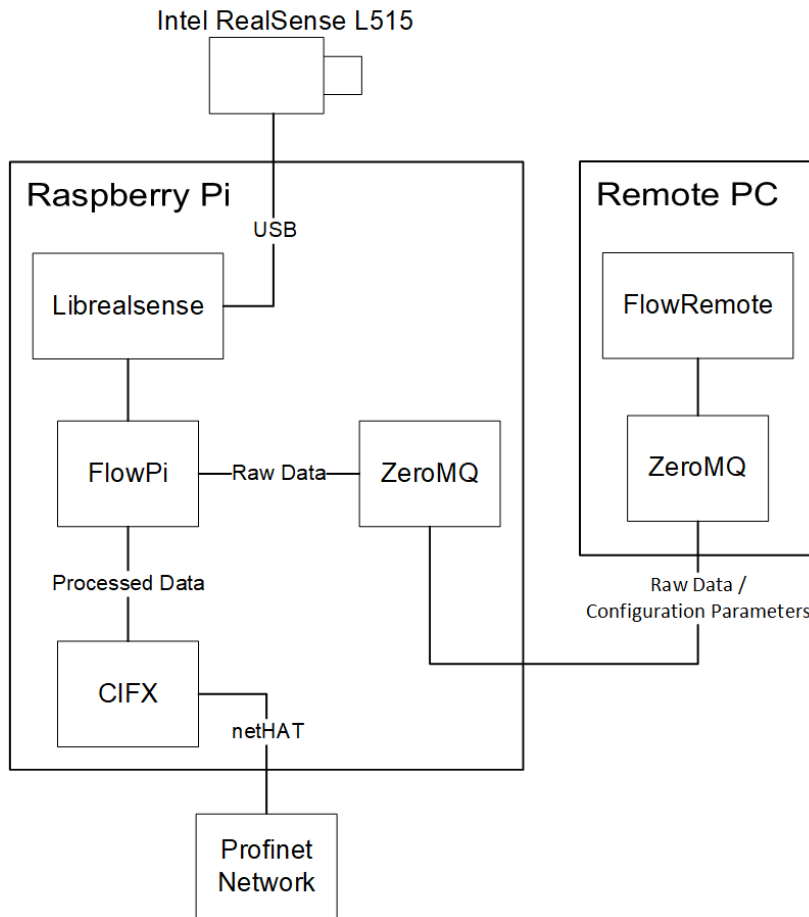 Intel RealSense L515
Raspberry Pi
USB
Librealsense
FlowPi
Raw Data
ZeroMQ
Processed Data
CIFX
netHAT
Profinet
Network
Remote PC
FlowRemote
ZeroMQ
Raw Data /
Configuration Parameters